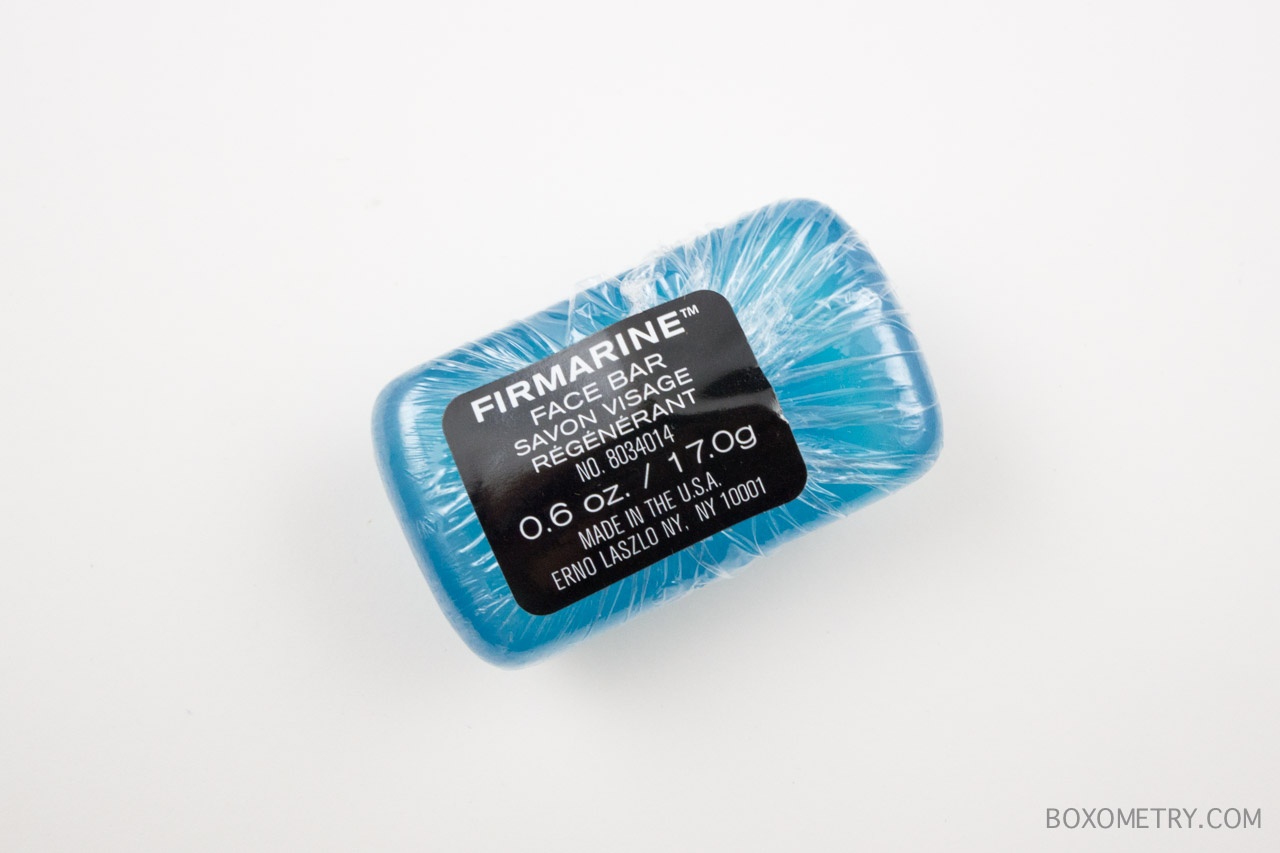 FIRMARINE™
FACE BAR
SAVON VISAGE
RÉGÉNÉRANT
NO. 8034014
0.6 oz. / 17.0g
MADE IN THE U.S.A.
ERNO LASZLO NY, NY 10001
BOXOMETRY.COM